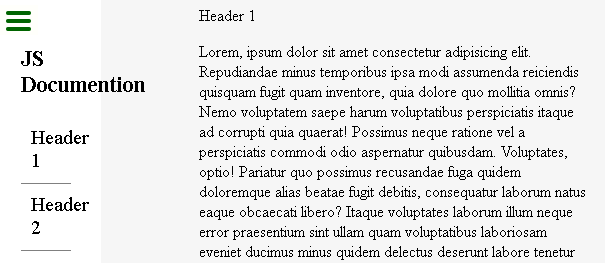 JS
Documention
Header
1
Header
2
Header 1
Lorem, ipsum dolor sit amet consectetur adipisicing elit.
Repudiandae minus temporibus ipsa modi assumenda reiciendis
quisquam fugit quam inventore, quia dolore quo mollitia omnis?
Nemo voluptatem saepe harum voluptatibus perspiciatis itaque
ad corrupti quia quaerat! Possimus neque ratione vel a
perspiciatis commodi odio aspernatur quibusdam. Voluptates,
optio! Pariatur quo possimus recusandae fuga quidem
doloremque alias beatae fugit debitis, consequatur laborum natus
eaque obcaecati libero? Itaque voluptates laborum illum neque
error praesentium sint ullam quam voluptatibus laboriosam
eveniet ducimus minus quidem delectus deserunt labore tenetur